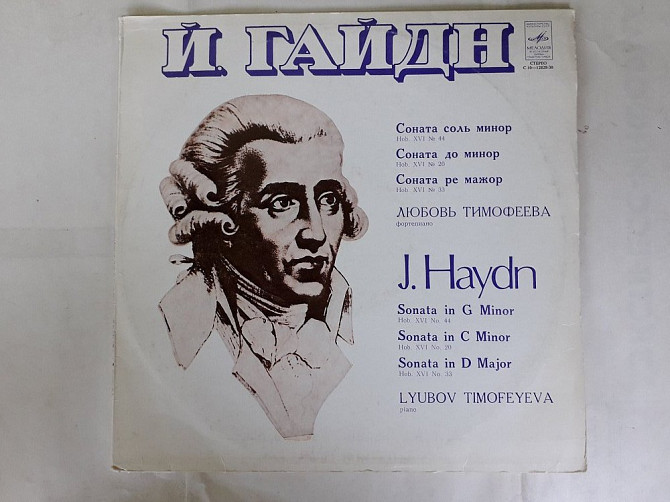 Й. ГАЙДН
МЕЛОДИЯ
СТЕРЕО
Соната соль минор
Hob. XVI № 44
Соната до минор
Hob. XVI № 20
Соната ре мажор
Hob. XVI № 33
ЛЮБОВЬ ТИМОФЕЕВА
фортепиано
J. Haydn
Sonata in G Minor
Hob. XVI No. 44
Sonata in C Minor
Hob. XVI No. 20
Sonata in D Major
Hob. XVI No. 33
LYUBOV TIMOFEYEVA
piano